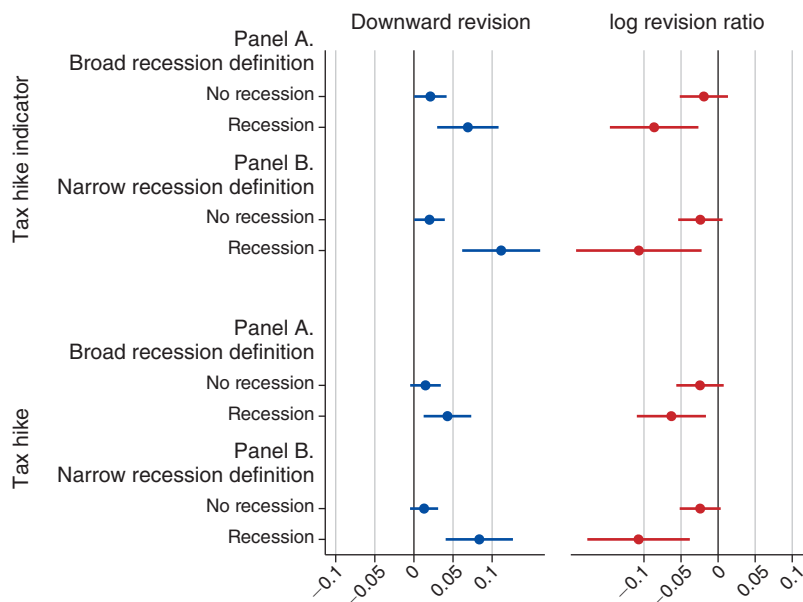 Downward revision
log revision ratio
Tax hike indicator
Panel A.
Broad recession definition
No recession
Recession
Panel B.
Narrow recession definition
No recession
Recession
Tax hike
Panel A.
Broad recession definition
No recession
Recession
Panel B.
Narrow recession definition
No recession
Recession
−0.1
−0.05
0
0.05
0.1
−0.1
−0.05
0
0.05
0.1